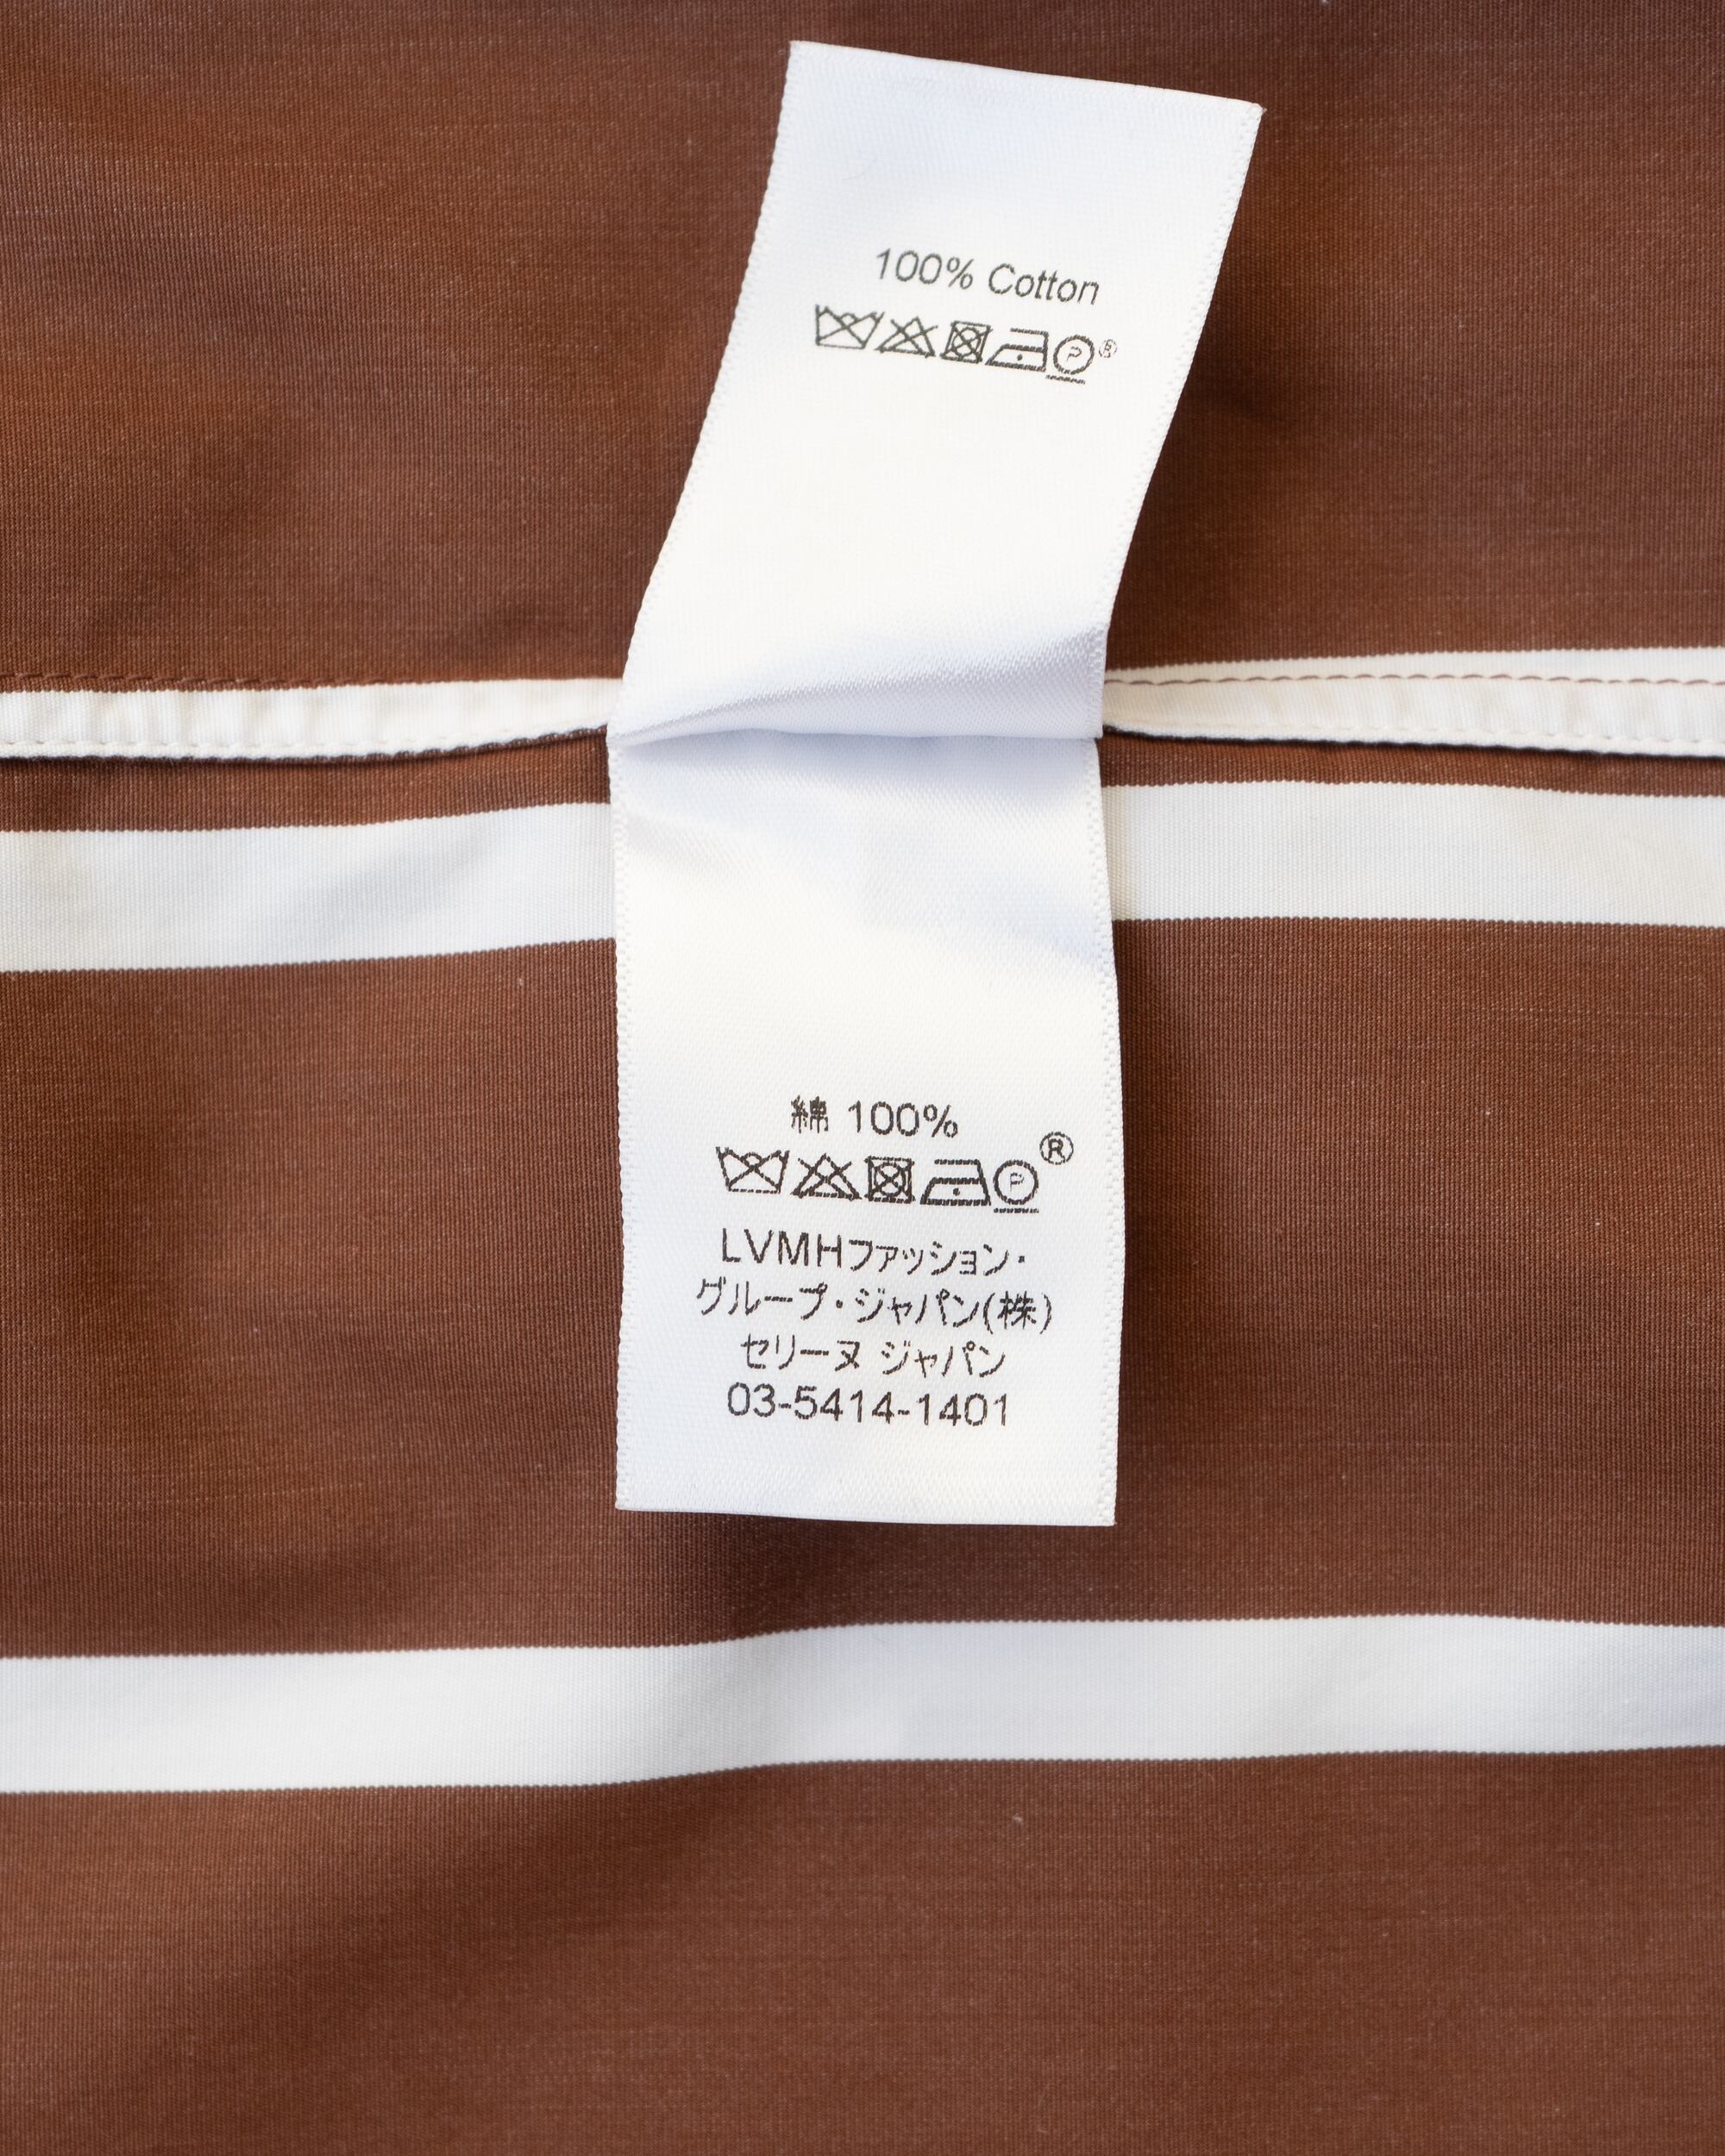 100% Cotton
P ®
綿 100%
P ®
LVMHファッション・
グループ・ジャパン(株)
セリーヌ ジャパン
03-5414-1401